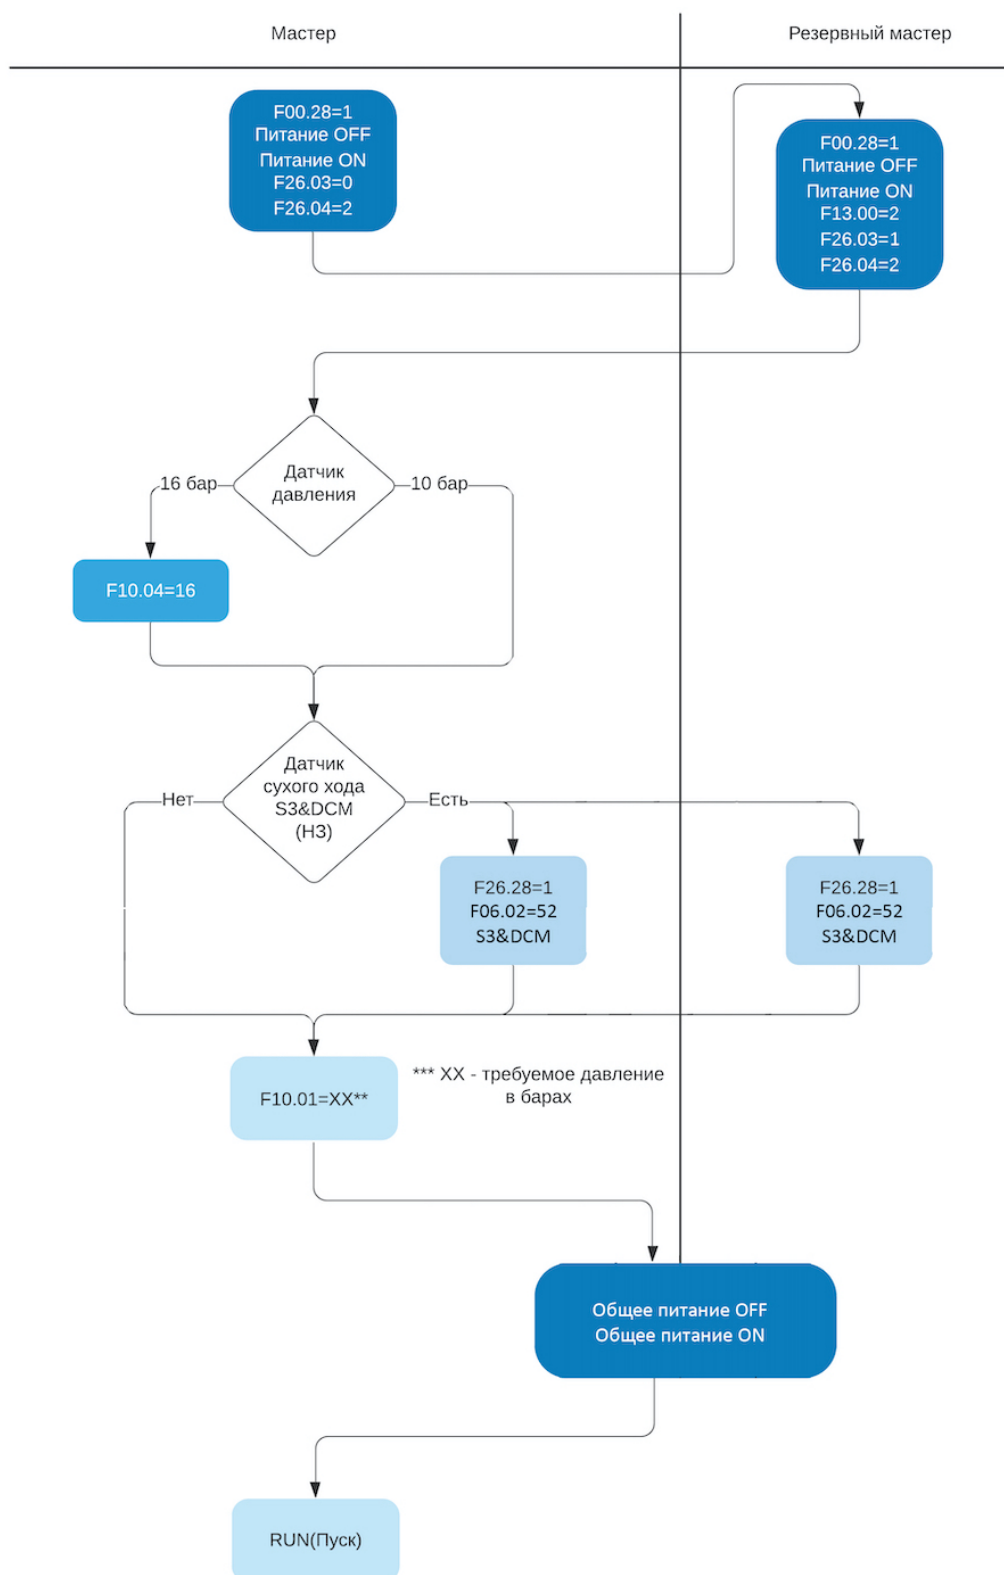 Мастер
Резервный мастер
F00.28=1
Питание OFF
Питание ON
F26.03=0
F26.04=2
F00.28=1
Питание OFF
Питание ON
F13.00=2
F26.03=1
F26.04=2
Датчик
давления
16 бар
10 бар
F10.04=16
Датчик
сухого хода
S3&DCM
(НЗ)
Нет
Есть
F26.28=1
F06.02=52
S3&DCM
F26.28=1
F06.02=52
S3&DCM
F10.01=XX**
*** XX - требуемое давление
в барах
Общее питание OFF
Общее питание ON
RUN(Пуск)